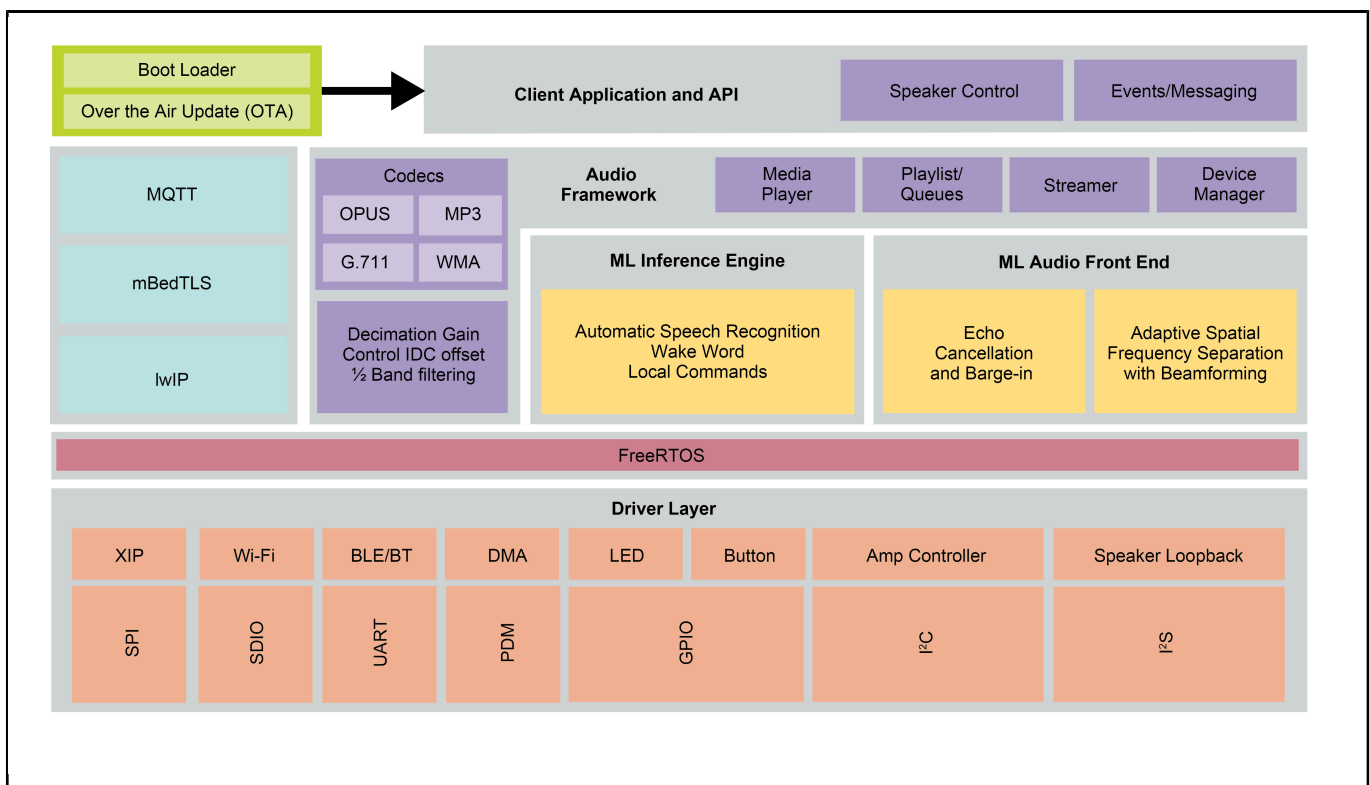 Boot Loader
Over the Air Update (OTA)
Client Application and API
Speaker Control
Events/Messaging
MQTT
mBedTLS
lwIP
Codecs
OPUS
MP3
G.711
WMA
Decimation Gain
Control IDC offset
½ Band filtering
Audio
Framework
Media
Player
Playlist/
Queues
Streamer
Device
Manager
ML Inference Engine
Automatic Speech Recognition
Wake Word
Local Commands
ML Audio Front End
Echo
Cancellation
and Barge-in
Adaptive Spatial
Frequency Separation
with Beamforming
FreeRTOS
Driver Layer
XIP
Wi-Fi
BLE/BT
DMA
LED
Button
Amp Controller
Speaker Loopback
SPI
SDIO
UART
PDM
GPIO
I²C
I²S